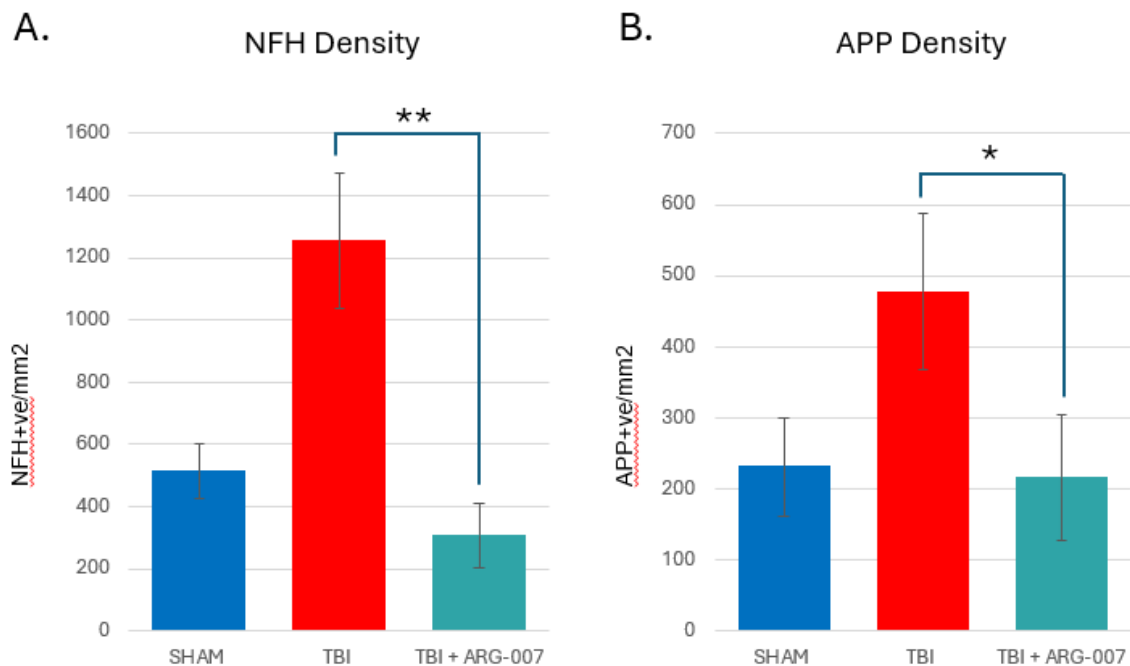 A.
NFH Density
**
1600
1400
1200
1000
800
600
400
200
0
NFH+ve/mm2
SHAM
TBI
TBI + ARG-007
B.
APP Density
*
700
600
500
400
300
200
100
0
APP+ve/mm2
SHAM
TBI
TBI + ARG-007